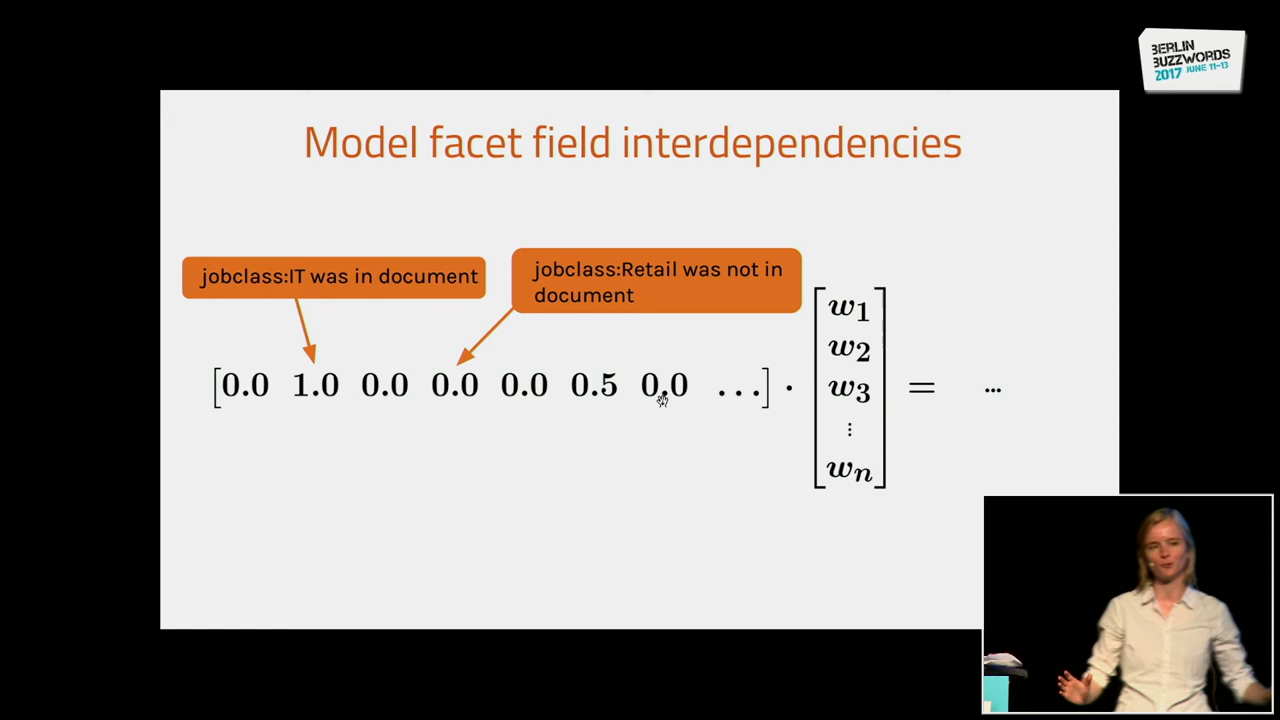 BERLIN
BUZZWORDS
2017 JUNE 11-13
Model facet field interdependencies
jobclass:IT was in document
jobclass:Retail was not in
document
[0.0 1.0 0.0 0.0 0.0 0.5 0.0 ...] · [w1 w2 w3 ⋮ wn] = ...